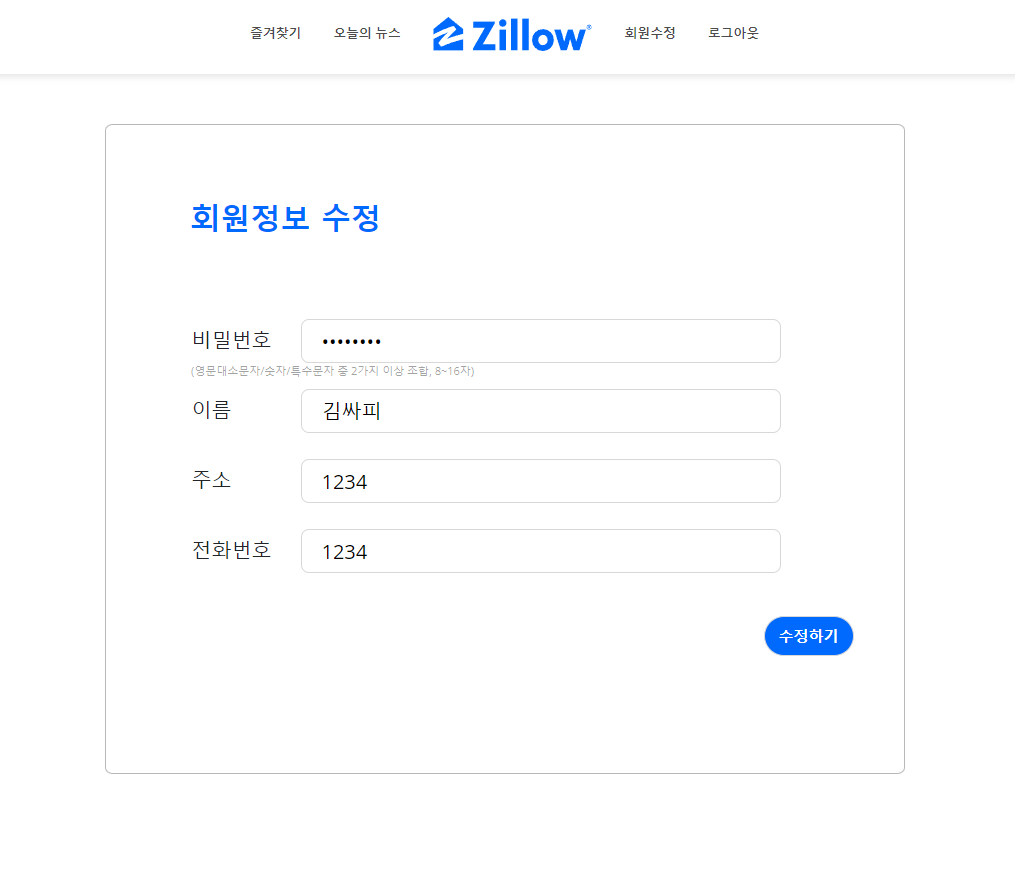 즐겨찾기 오늘의 뉴스 Zillow® 회원수정 로그아웃
회원정보 수정
비밀번호 ••••••••
(영문대소문자/숫자/특수문자 중 2가지 이상 조합, 8~16자)
이름 김싸피
주소 1234
전화번호 1234
수정하기